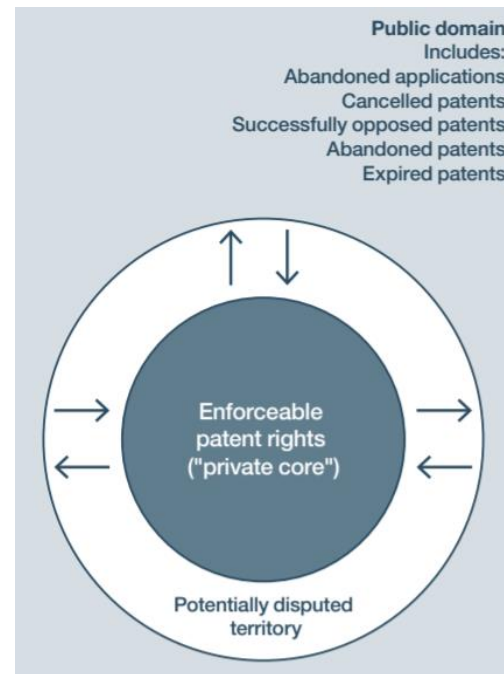 Public domain
Includes:
Abandoned applications
Cancelled patents
Successfully opposed patents
Abandoned patents
Expired patents
Enforceable
patent rights
("private core")
Potentially disputed
territory